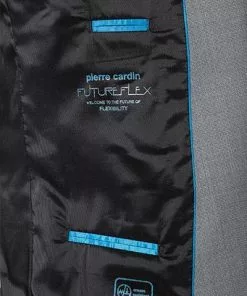 pierre cardin
FUTUREFLEX
WELCOME TO THE FUTURE OF
FLEXIBILITY